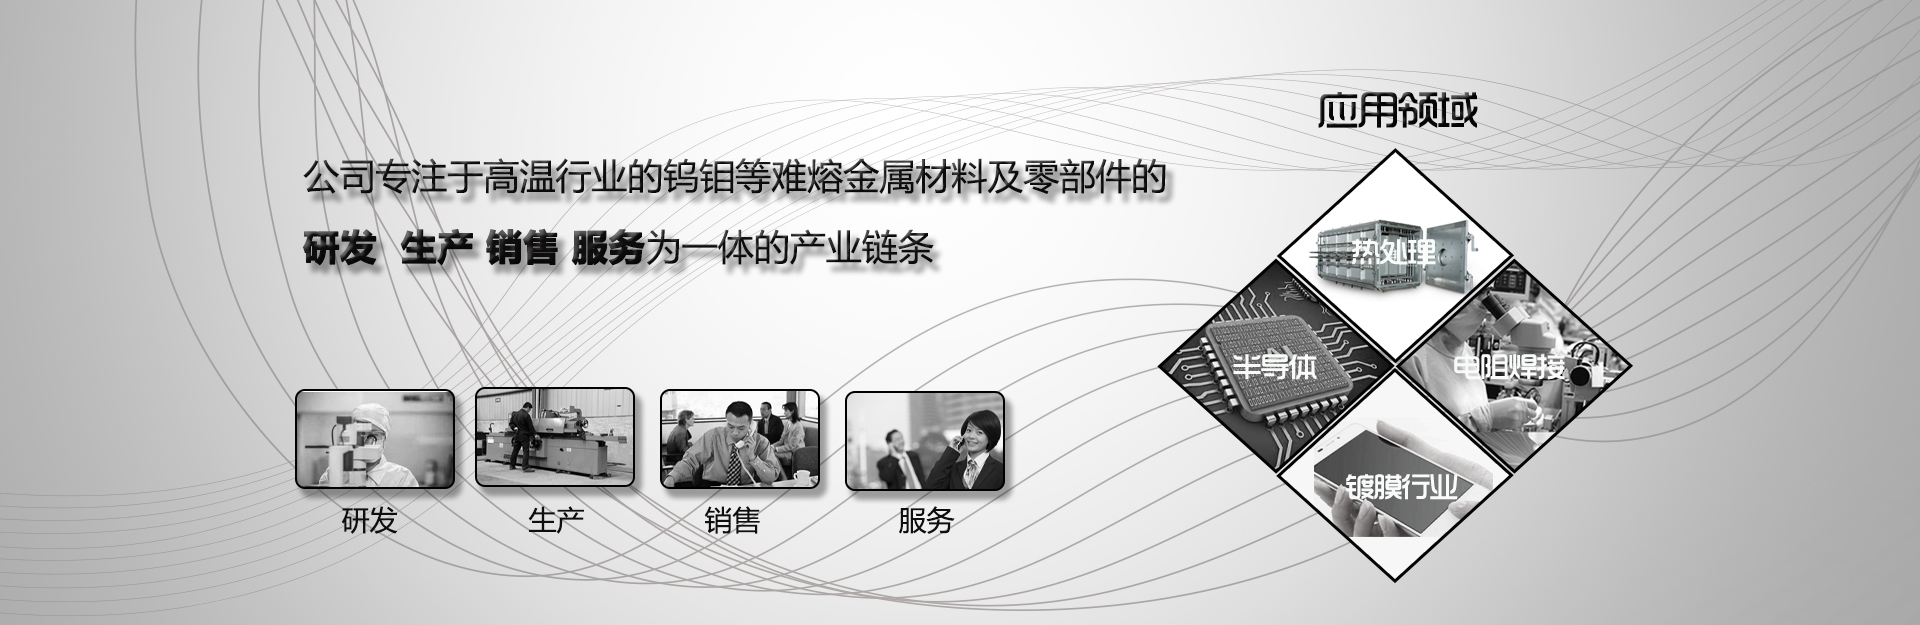 应用领域
公司专注于高温行业的钨钼等难熔金属材料及零部件的
研发 生产 销售 服务为一体的产业链条
热处理
半导体
电阻焊接
镀膜行业
研发
生产
销售
服务